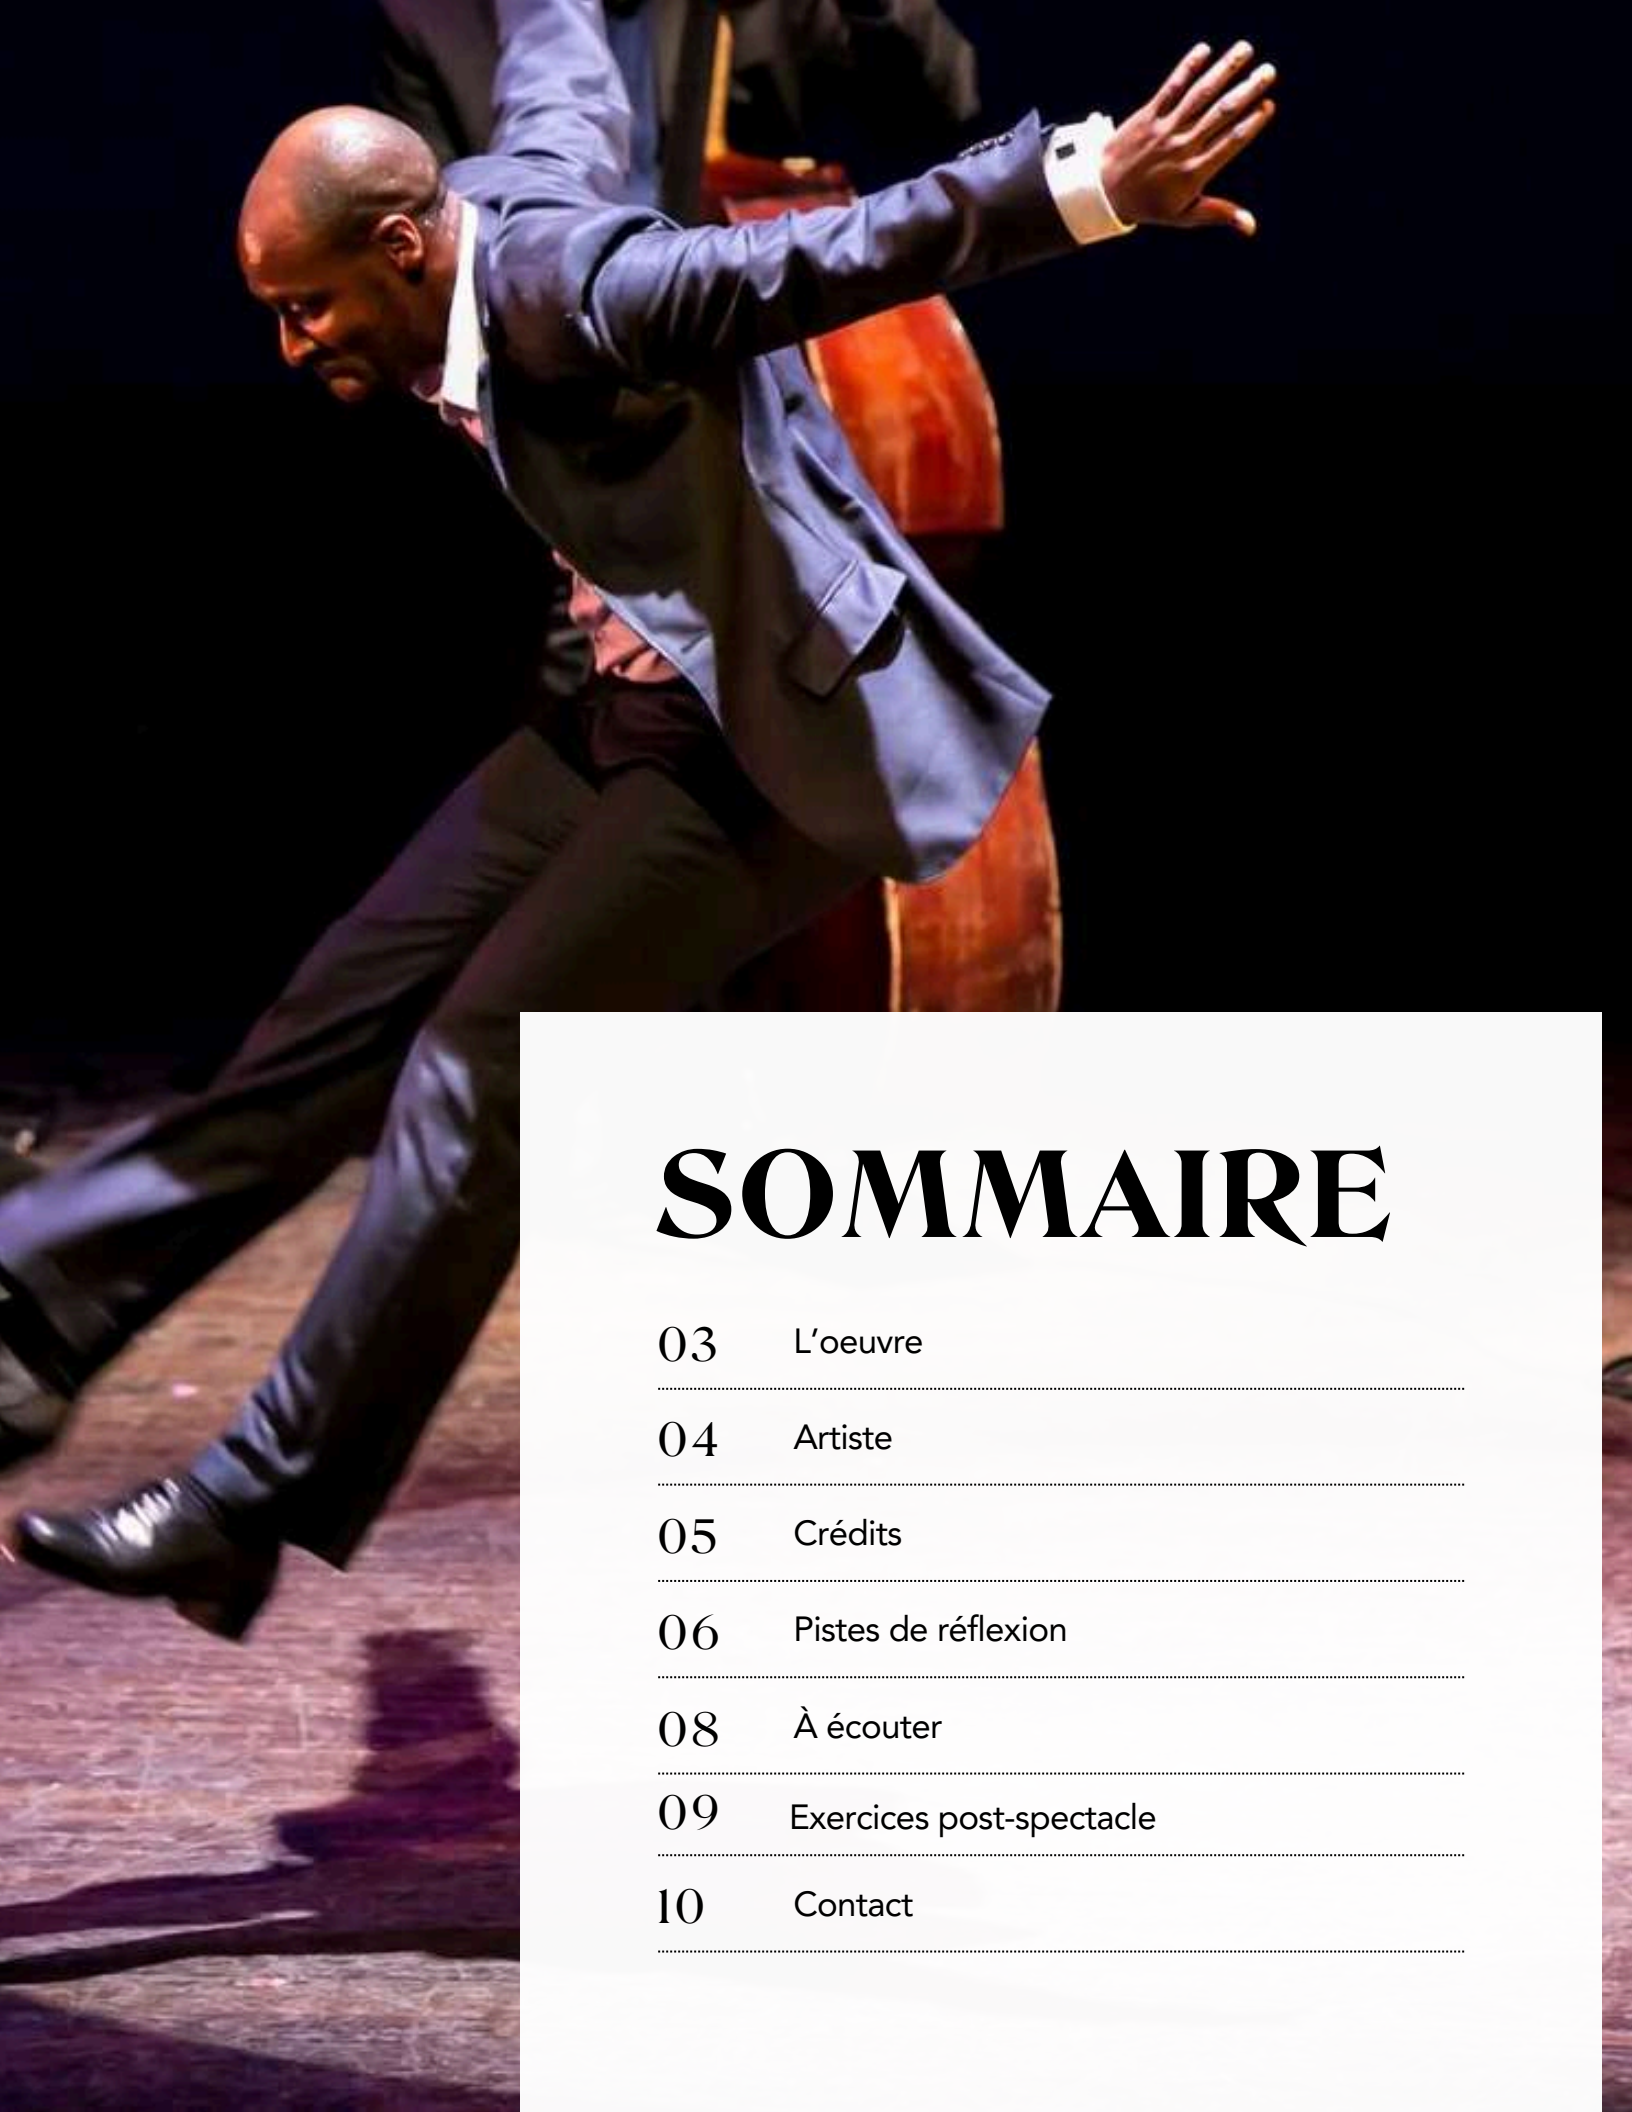 SOMMAIRE
03 L'oeuvre
04 Artiste
05 Crédits
06 Pistes de réflexion
08 À écouter
09 Exercices post-spectacle
10 Contact